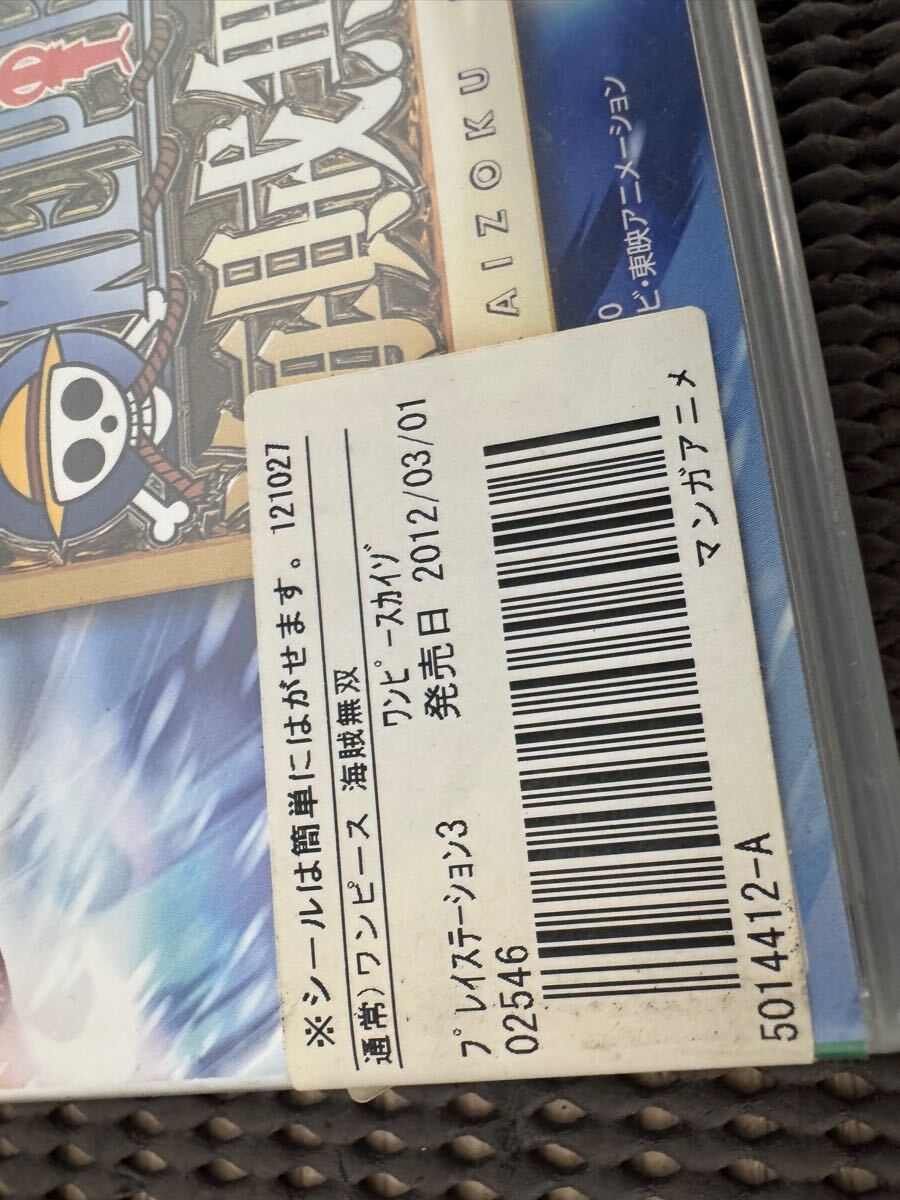 AIZOKU
ビ・東映アニメーション
※シールは簡単にはがせます。 121027
通常)ワンピース 海賊無双
ワンピースカイゾ
プレイステーション3 発売日 2012/03/01
02546
マンガアニメ
5014412-A